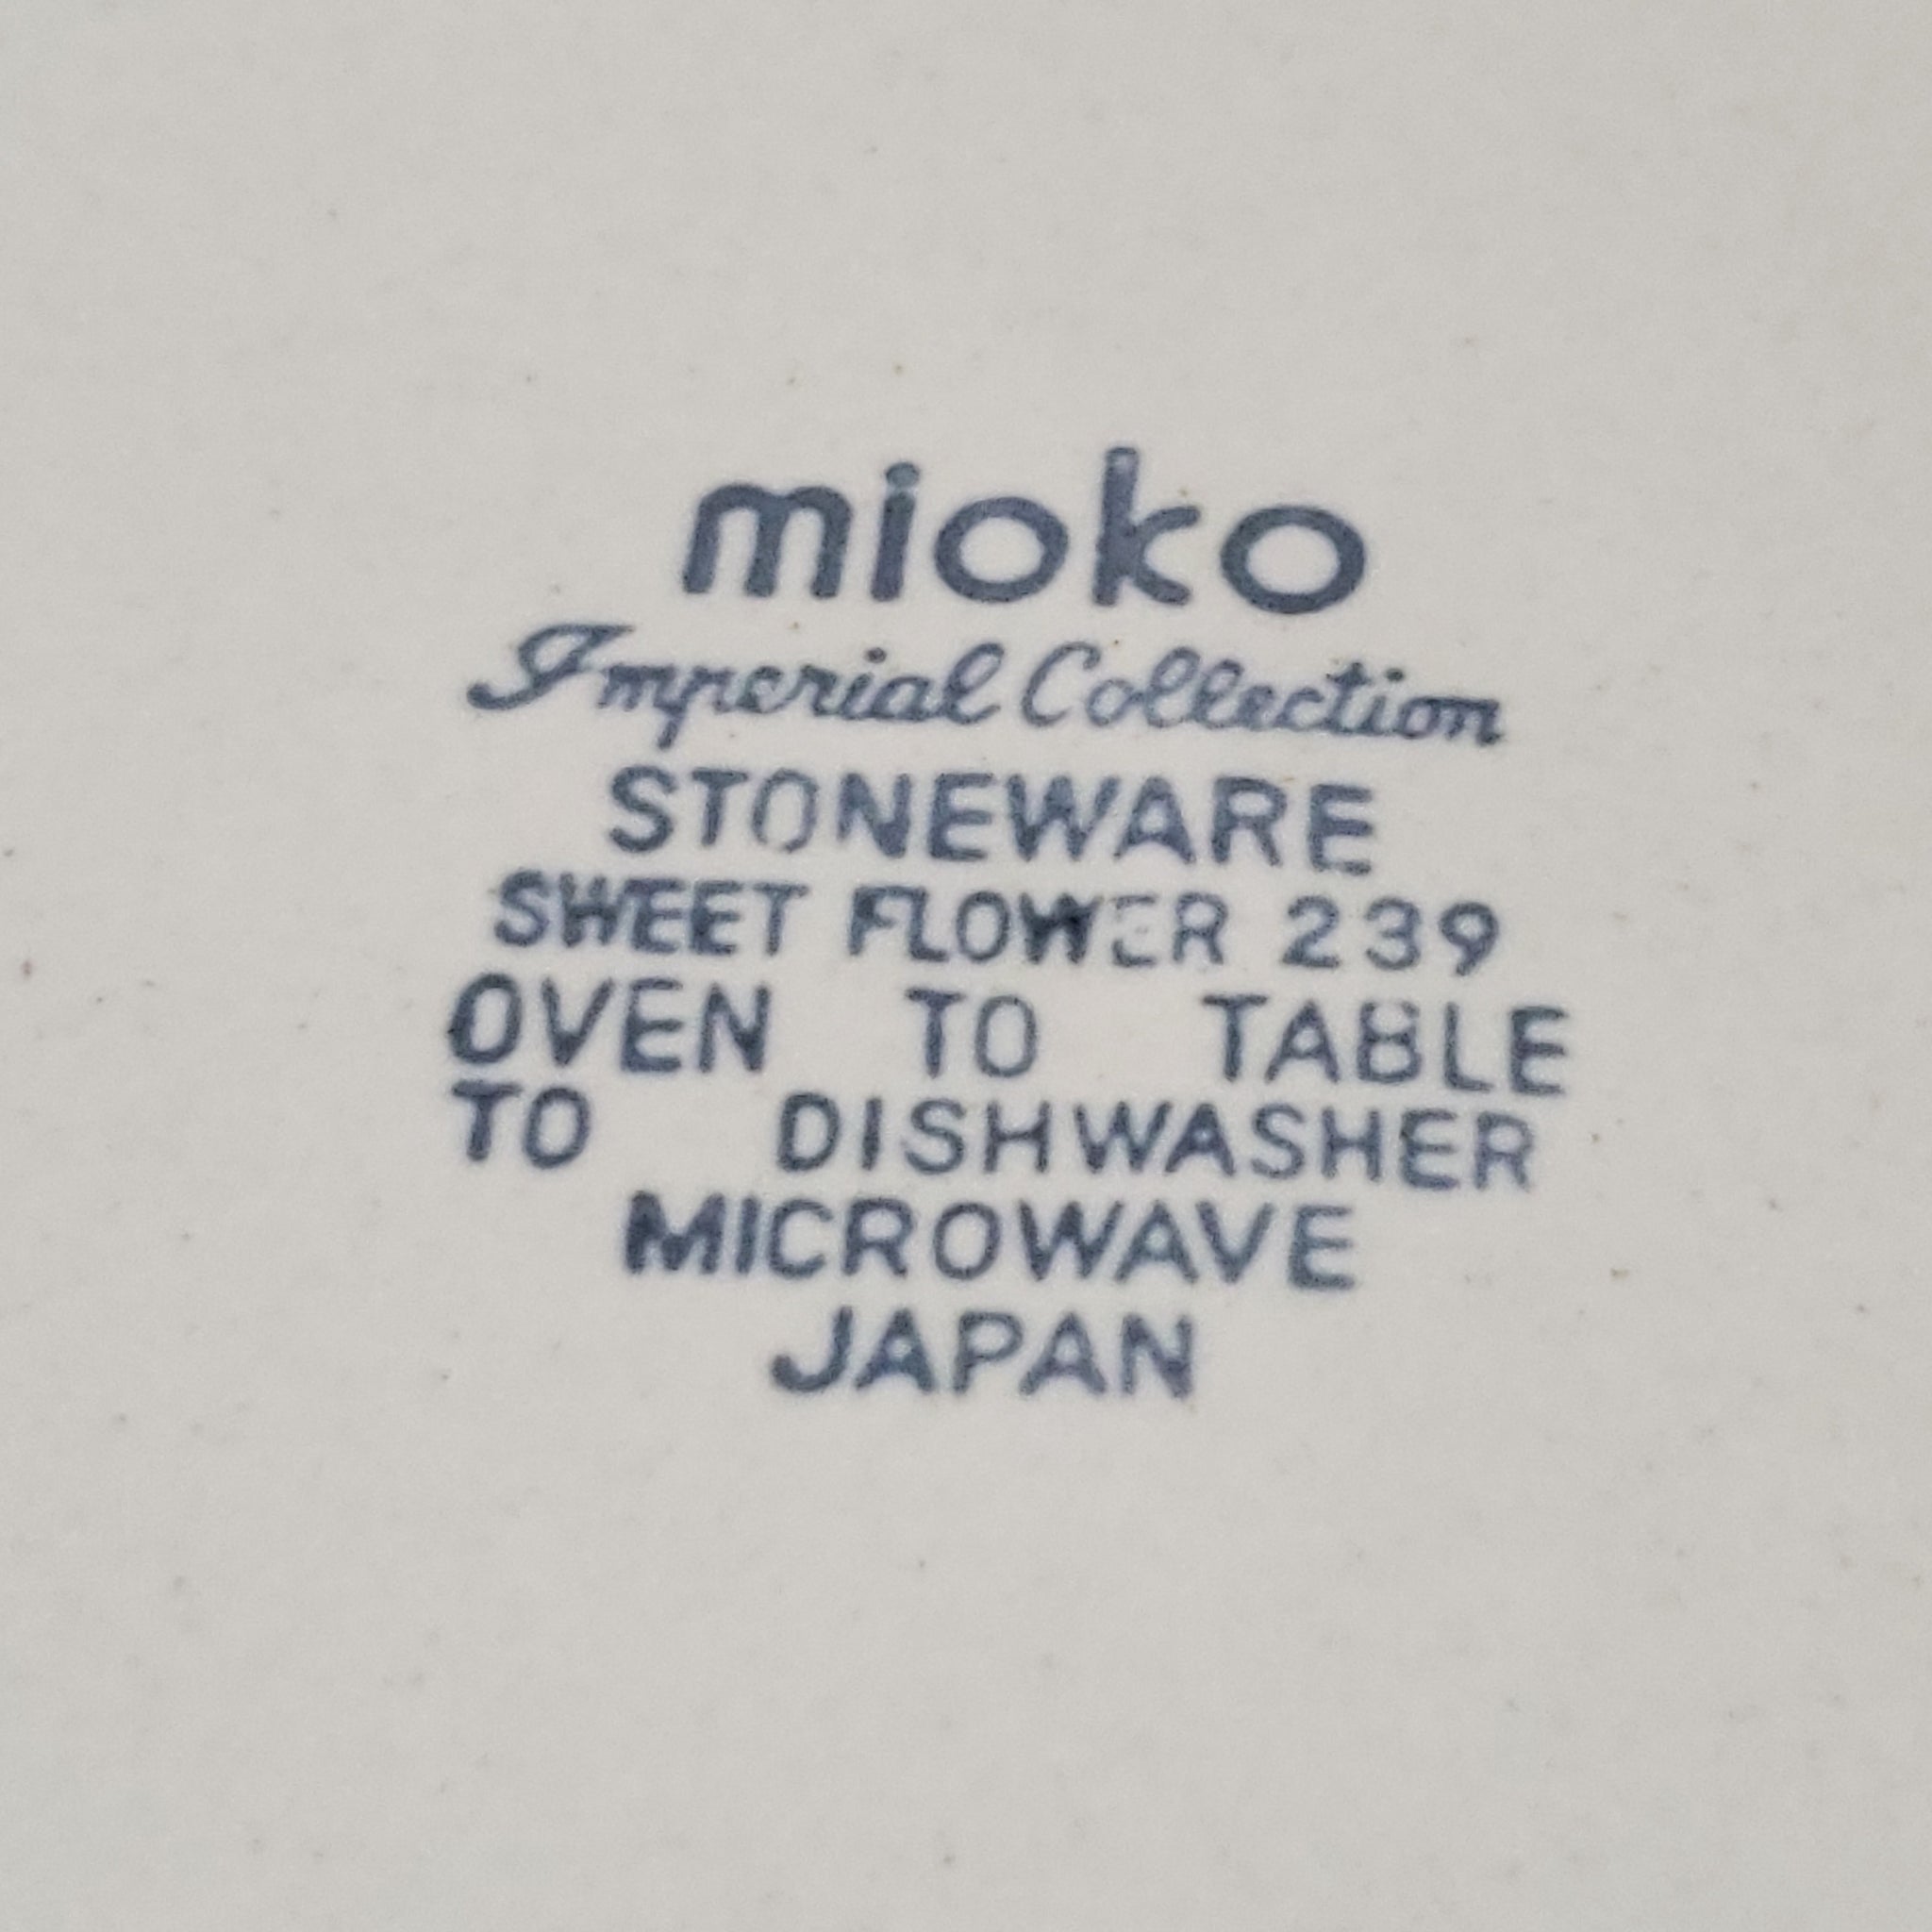 mioko
Imperial Collection
STONEWARE
SWEET FLOWER 239
OVEN TO TABLE
TO DISHWASHER
MICROWAVE
JAPAN